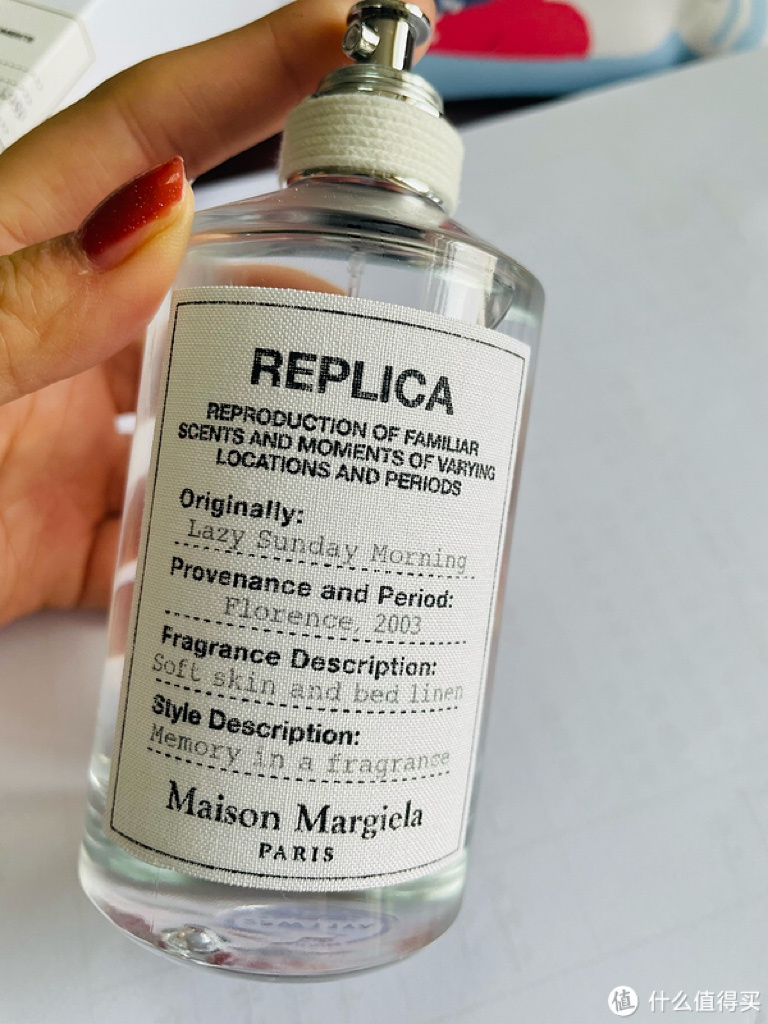 REPLICA
REPRODUCTION OF FAMILIAR
SCENTS AND MOMENTS OF VARYING
LOCATIONS AND PERIODS
Originally:
Lazy Sunday Morning
Provenance and Period:
Florence, 2003
Fragrance Description:
Soft skin and bed linen
Style Description:
Memory in a fragrance
Maison Margiela
PARIS
值 什么值得买